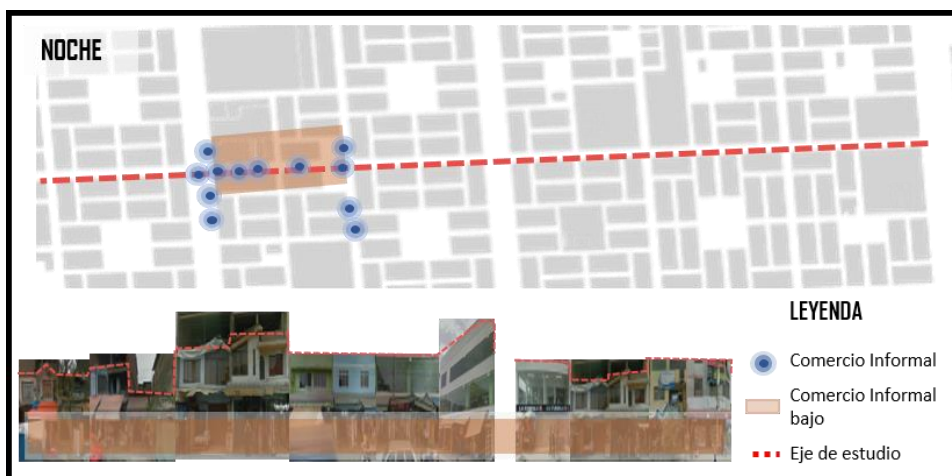 NOCHE
LEYENDA
Comercio Informal
Comercio Informal
bajo
Eje de estudio